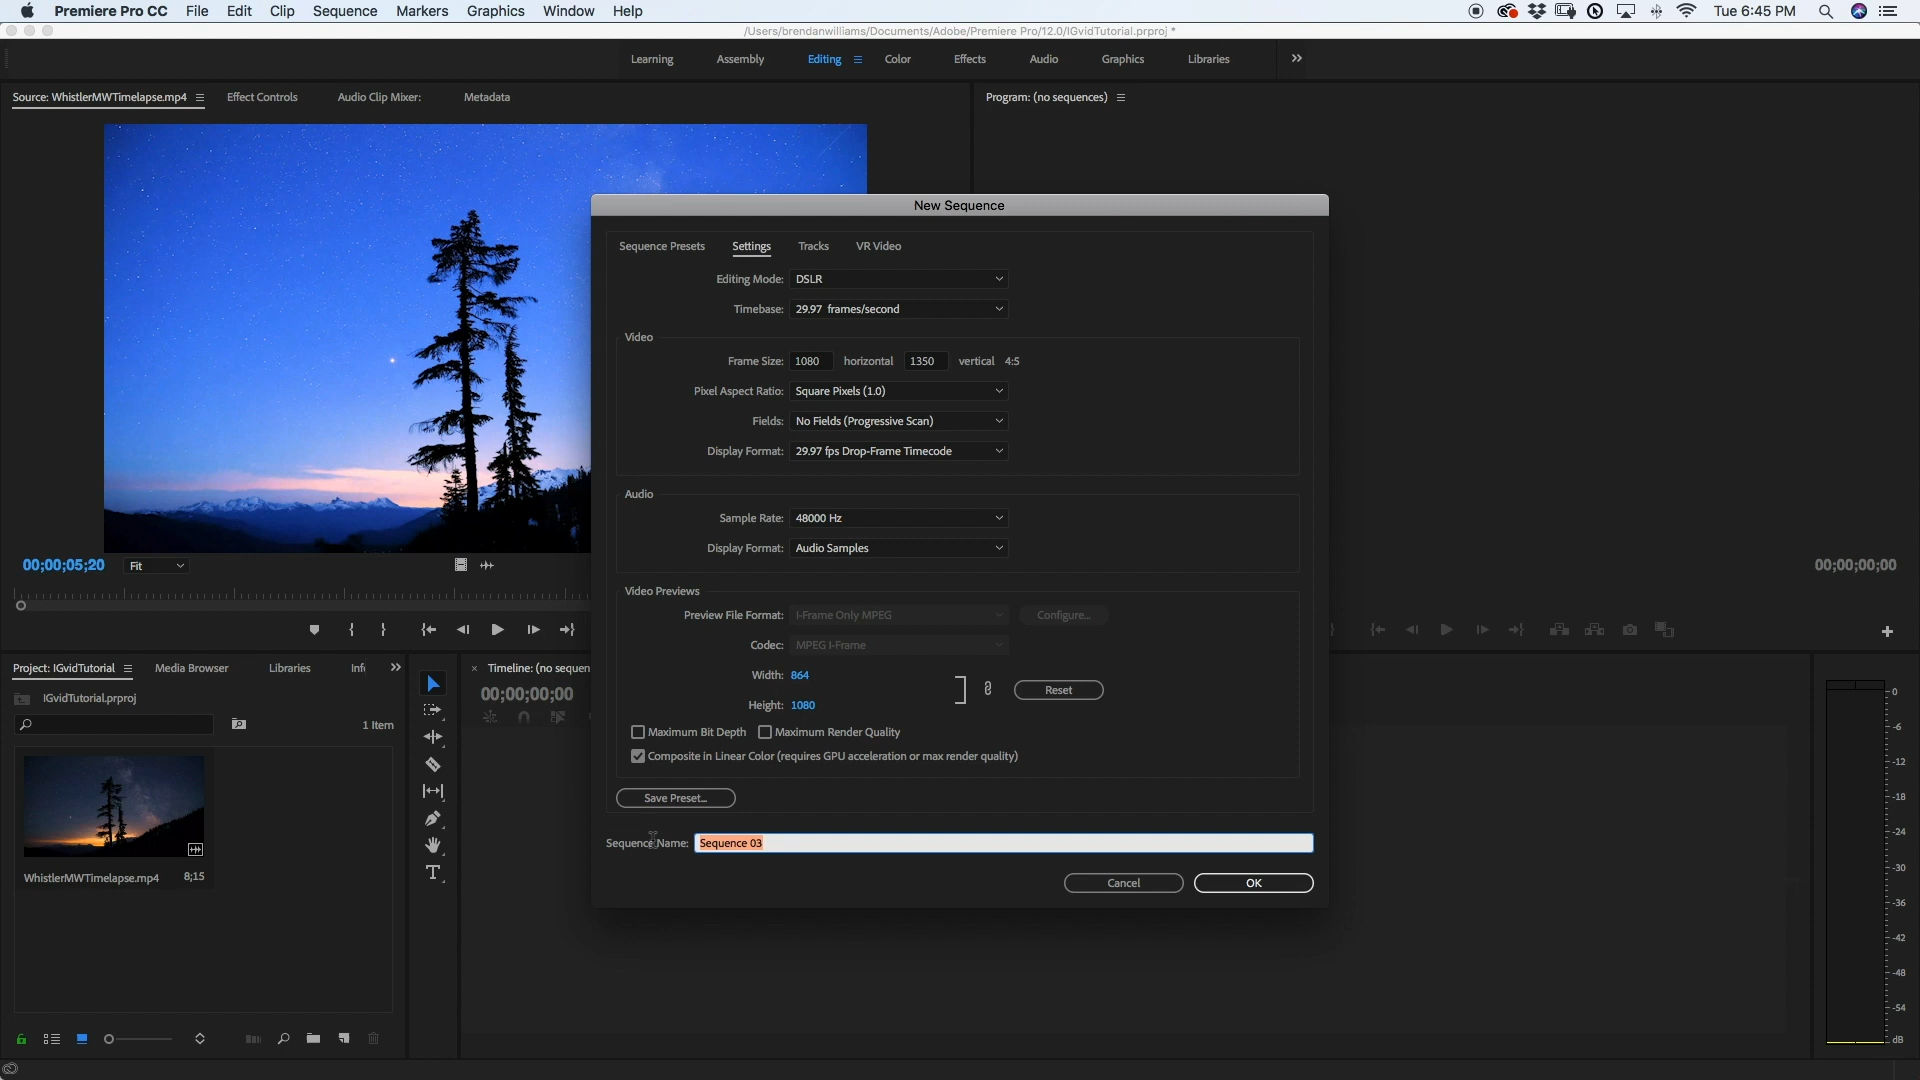 Premiere Pro CC File Edit Clip Sequence Markers Graphics Window Help Tue 6:45 PM
/Users/brendanwilliams/Documents/Adobe/Premiere Pro/12.0/IGvidTutorial.prproj *
Learning Assembly Editing Color Effects Audio Graphics Libraries
Source: WhistlerMWTimelapse.mp4 Effect Controls Audio Clip Mixer: Metadata
Program: (no sequences)
New Sequence
Sequence Presets Settings Tracks VR Video
Editing Mode: DSLR
Timebase: 29.97 frames/second
Video
Frame Size: 1080 horizontal 1350 vertical 4:5
Pixel Aspect Ratio: Square Pixels (1.0)
Fields: No Fields (Progressive Scan)
Display Format: 29.97 fps Drop-Frame Timecode
Audio
Sample Rate: 48000 Hz
Display Format: Audio Samples
Video Previews
Preview File Format: I-Frame Only MPEG Configure...
Codec: MPEG I-Frame
Width: 864
Height: 1080
Reset
Maximum Bit Depth Maximum Render Quality
Composite in Linear Color (requires GPU acceleration or max render quality)
Save Preset...
Sequence Name: Sequence 03
Cancel OK
00;00;05;20 Fit
00;00;00;00
Project: IGvidTutorial Media Browser Libraries Inf
IGvidTutorial.prproj
1 Item
WhistlerMWTimelapse.mp4 8;15
× Timeline: (no sequen
00;00;00;00
T
0
-6
-12
-18
-24
-30
-36
-42
-48
-54
dB